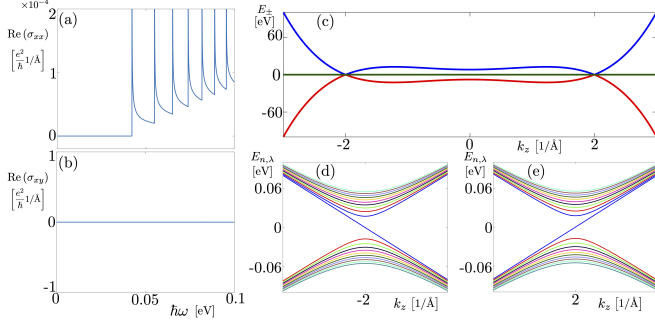 ×10⁻⁴
(a)
2
Re (σxx)
[e²/ħ 1/Å]
1
0
(b)
1
Re (σxy)
[e²/ħ 1/Å]
0
-1
0
0.05
0.1
ħω [eV]
(c)
E±
[eV]
60
0
-60
-2
0
2
kz [1/Å]
(d)
En,λ
[eV]
0.06
0
-0.06
-2
kz [1/Å]
(e)
En,λ
[eV]
0.06
0
-0.06
2
kz [1/Å]